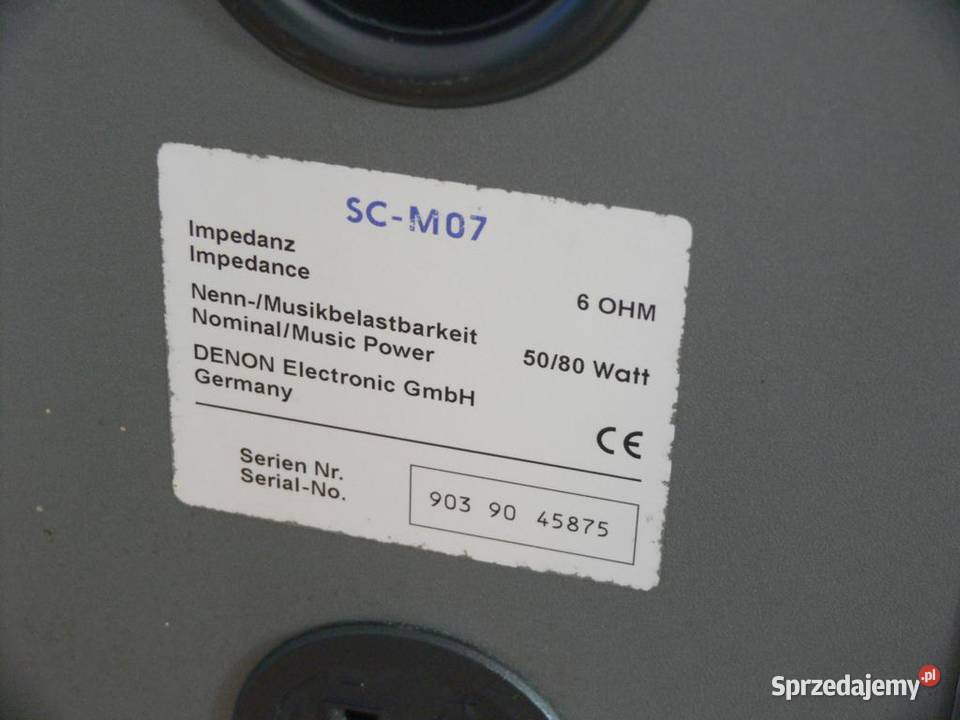 SC-M07
Impedanz
Impedance
6 OHM
Nenn-/Musikbelastbarkeit
Nominal/Music Power
50/80 Watt
DENON Electronic GmbH
Germany
CE
Serien Nr.
Serial-No.
903 90 45875
Sprzedajemy.pl